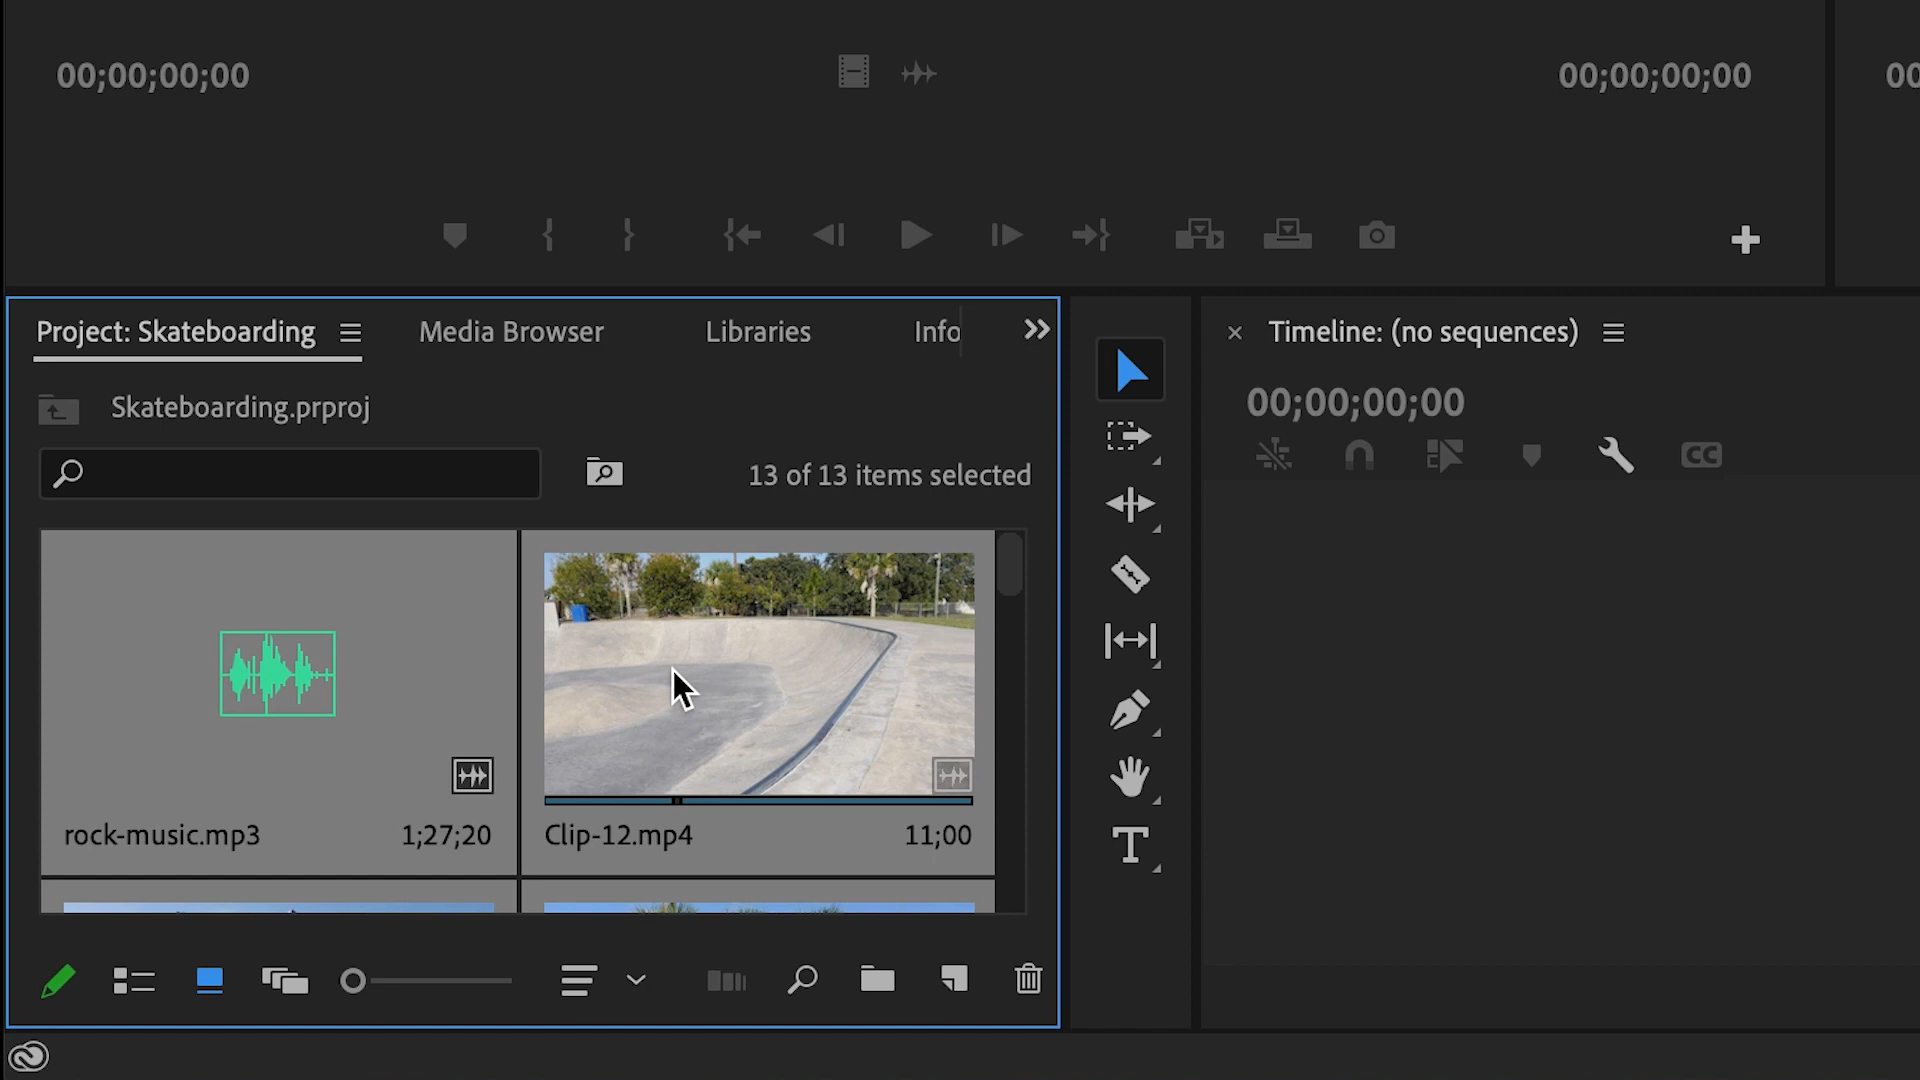 00;00;00;00
00;00;00;00
00
Project: Skateboarding
Media Browser
Libraries
Info
Timeline: (no sequences)
Skateboarding.prproj
00;00;00;00
13 of 13 items selected
CC
rock-music.mp3
1;27;20
Clip-12.mp4
11;00